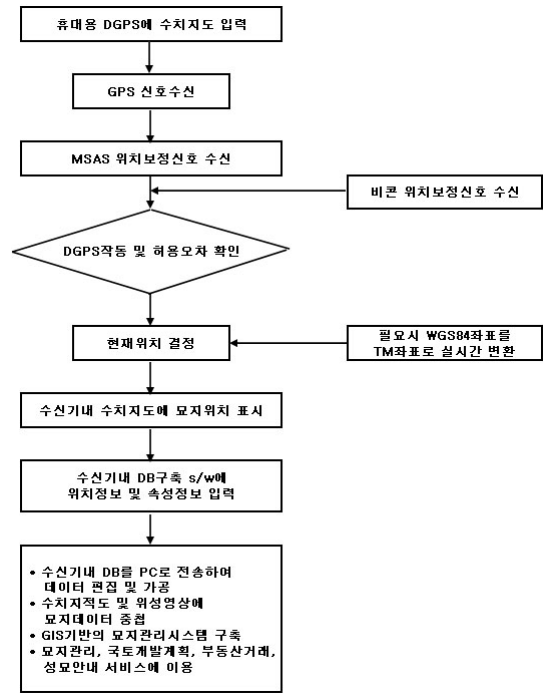 휴대용 DGPS에 수치지도 입력
GPS 신호수신
MSAS 위치보정신호 수신
비콘 위치보정신호 수신
DGPS작동 및 허용오차 확인
현재위치 결정
필요시 WGS84좌표를
TM좌표로 실시간 변환
수신기내 수치지도에 묘지위치 표시
수신기내 DB구축 s/w에
위치정보 및 속성정보 입력
• 수신기내 DB를 PC로 전송하여
데이터 편집 및 가공
• 수치지적도 및 위성영상에
묘지데이터 중첩
• GIS기반의 묘지관리시스템 구축
• 묘지관리, 국토개발계획, 부동산거래,
성묘안내 서비스에 이용